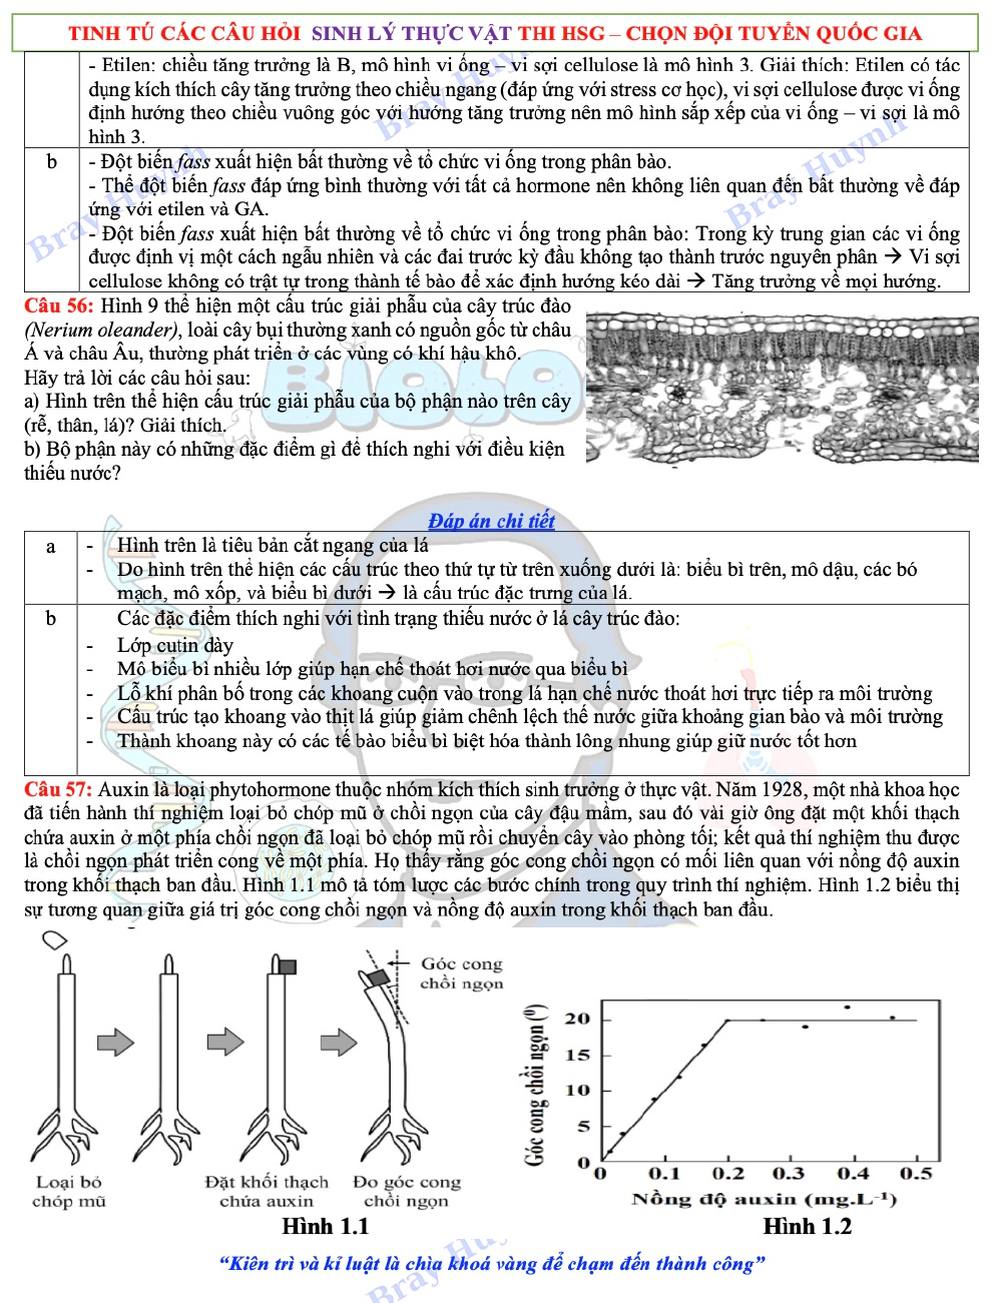 TINH TÚ CÁC CÂU HỎI SINH LÝ THỰC VẬT THI HSG – CHỌN ĐỘI TUYỂN QUỐC GIA
- Etilen: chiều tăng trưởng là B, mô hình vi ống – vi sợi cellulose là mô hình 3. Giải thích: Etilen có tác
dụng kích thích cây tăng trưởng theo chiều ngang (đáp ứng với stress cơ học), vi sợi cellulose được vi ống
định hướng theo chiều vuông góc với hướng tăng trưởng nên mô hình sắp xếp của vi ống – vi sợi là mô
hình 3.
b - Đột biến fass xuất hiện bất thường về tổ chức vi ống trong phân bào.
- Thể đột biến fass đáp ứng bình thường với tất cả hormone nên không liên quan đến bất thường về đáp
ứng với etilen và GA.
- Đột biến fass xuất hiện bất thường về tổ chức vi ống trong phân bào: Trong kỳ trung gian các vi ống
được định vị một cách ngẫu nhiên và các đai trước kỳ đầu không tạo thành trước nguyên phân → Vi sợi
cellulose không có trật tự trong thành tế bào để xác định hướng kéo dài → Tăng trưởng về mọi hướng.
Câu 56: Hình 9 thể hiện một cấu trúc giải phẫu của cây trúc đào
(Nerium oleander), loài cây bụi thường xanh có nguồn gốc từ châu
Á và châu Âu, thường phát triển ở các vùng có khí hậu khô.
Hãy trả lời các câu hỏi sau:
a) Hình trên thể hiện cấu trúc giải phẫu của bộ phận nào trên cây
(rễ, thân, lá)? Giải thích.
b) Bộ phận này có những đặc điểm gì để thích nghi với điều kiện
thiếu nước?
Đáp án chi tiết
a - Hình trên là tiêu bản cắt ngang của lá
- Do hình trên thể hiện các cấu trúc theo thứ tự từ trên xuống dưới là: biểu bì trên, mô dậu, các bó
mạch, mô xốp, và biểu bì dưới → là cấu trúc đặc trưng của lá.
b Các đặc điểm thích nghi với tình trạng thiếu nước ở lá cây trúc đào:
- Lớp cutin dày
- Mô biểu bì nhiều lớp giúp hạn chế thoát hơi nước qua biểu bì
- Lỗ khí phân bố trong các khoang cuộn vào trong lá hạn chế nước thoát hơi trực tiếp ra môi trường
- Cấu trúc tạo khoang vào thịt lá giúp giảm chênh lệch thế nước giữa khoảng gian bào và môi trường
- Thành khoang này có các tế bào biểu bì biệt hóa thành lông nhung giúp giữ nước tốt hơn
Câu 57: Auxin là loại phytohormone thuộc nhóm kích thích sinh trưởng ở thực vật. Năm 1928, một nhà khoa học
đã tiến hành thí nghiệm loại bỏ chóp mũ ở chồi ngọn của cây đậu mầm, sau đó vài giờ ông đặt một khối thạch
chứa auxin ở một phía chồi ngọn đã loại bỏ chóp mũ rồi chuyển cây vào phòng tối; kết quả thí nghiệm thu được
là chồi ngọn phát triển cong về một phía. Họ thấy rằng góc cong chồi ngọn có mối liên quan với nồng độ auxin
trong khối thạch ban đầu. Hình 1.1 mô tả tóm lược các bước chính trong quy trình thí nghiệm. Hình 1.2 biểu thị
sự tương quan giữa giá trị góc cong chồi ngọn và nồng độ auxin trong khối thạch ban đầu.
Góc cong
chồi ngọn
Loại bỏ
chóp mũ
Đặt khối thạch
chứa auxin
Đo góc cong
chồi ngọn
Hình 1.1
Góc cong chồi ngọn (⁰)
20
15
10
5
0
0 0.1 0.2 0.3 0.4 0.5
Nồng độ auxin (mg.L⁻¹)
Hình 1.2
“Kiên trì và kỉ luật là chìa khoá vàng để chạm đến thành công”
Bray Huynh
Bray Huynh
Bray Huynh
Bray Huynh